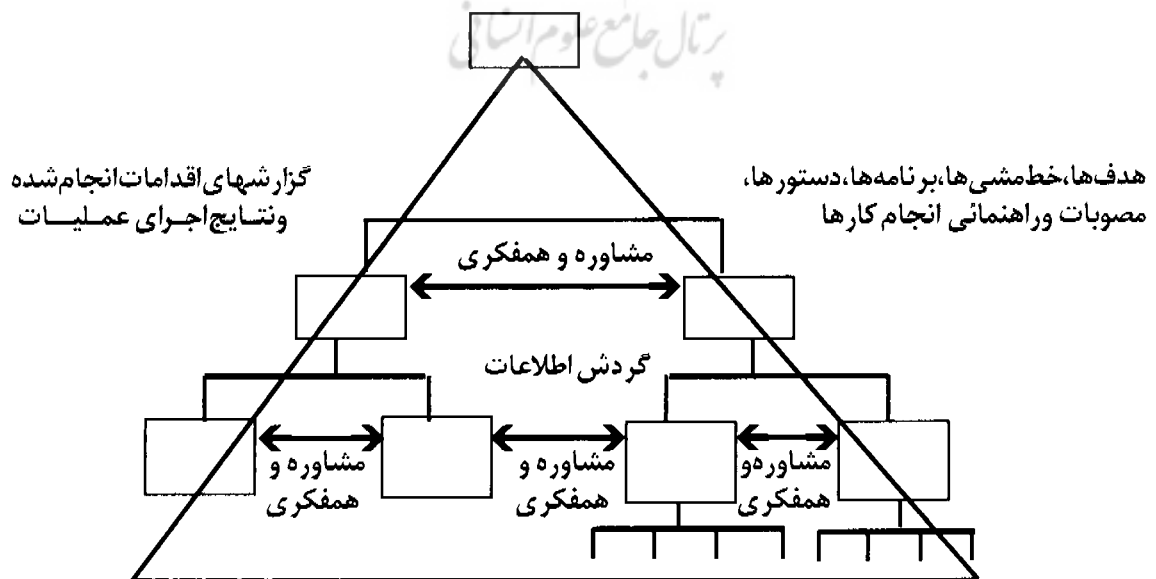 پرتال جامع علوم انسانی
هدف‌ها،خط‌مشی‌ها،برنامه‌ها،دستورها،
مصوبات وراهنمائی انجام کارها
گزارشهای اقدامات انجام‌شده
ونتایج اجرای عملیات
مشاوره و همفکری
گردش اطلاعات
مشاوره‌و
همفکری
مشاوره و
همفکری
مشاوره و
همفکری